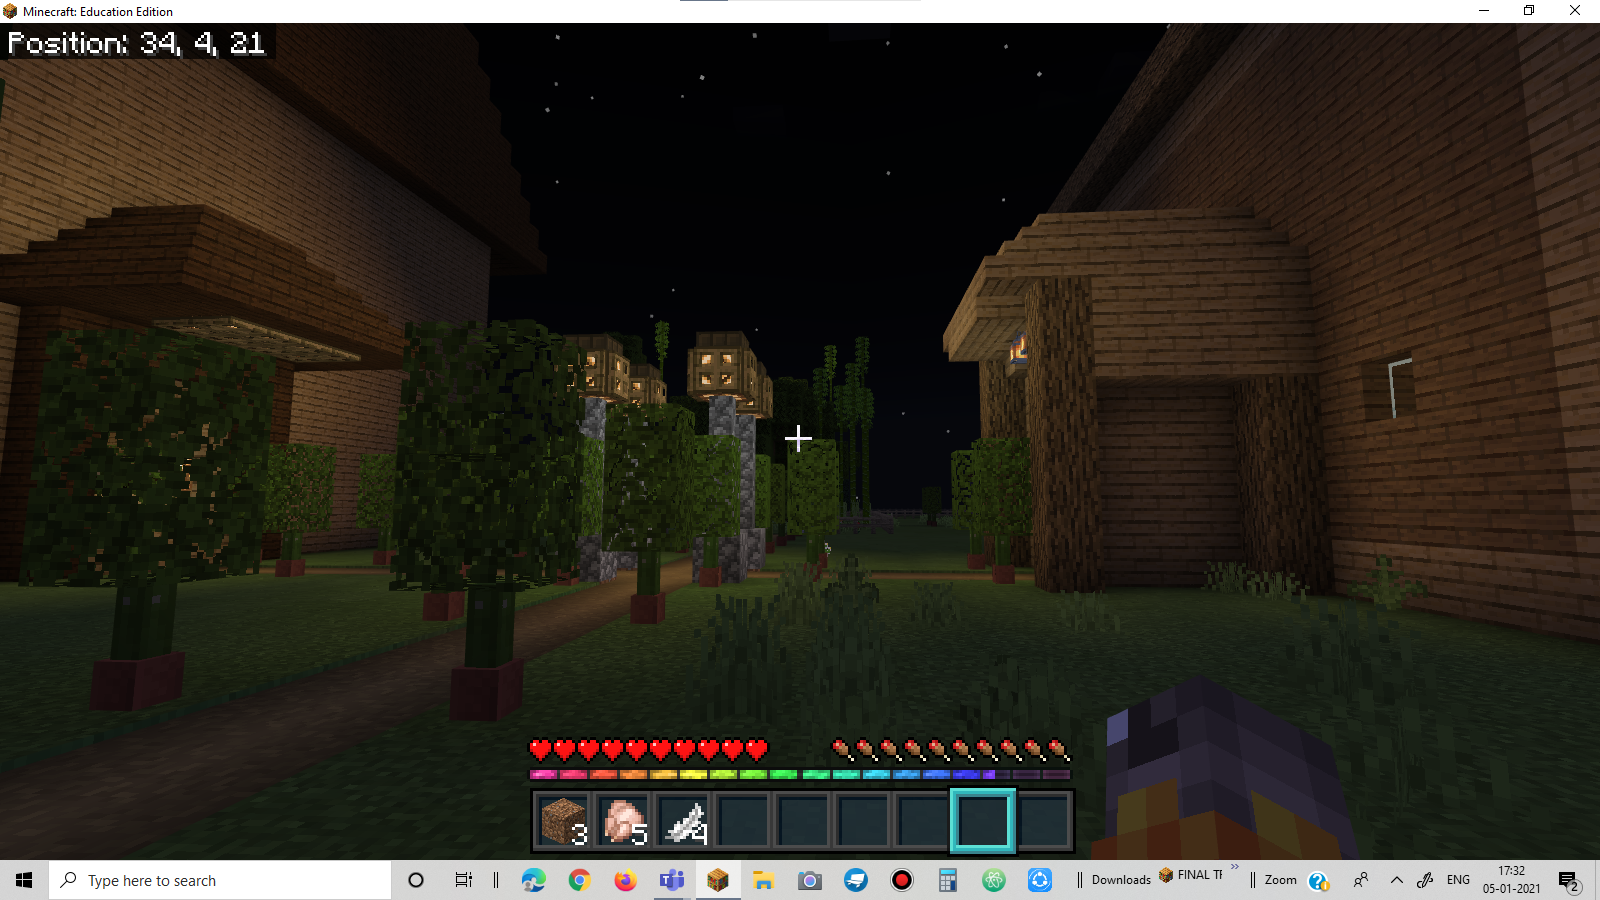 Minecraft: Education Edition
Position: 34, 4, 21
3
5
4
Type here to search
Downloads
FINAL
Zoom
ENG
17:32
05-01-2021
2